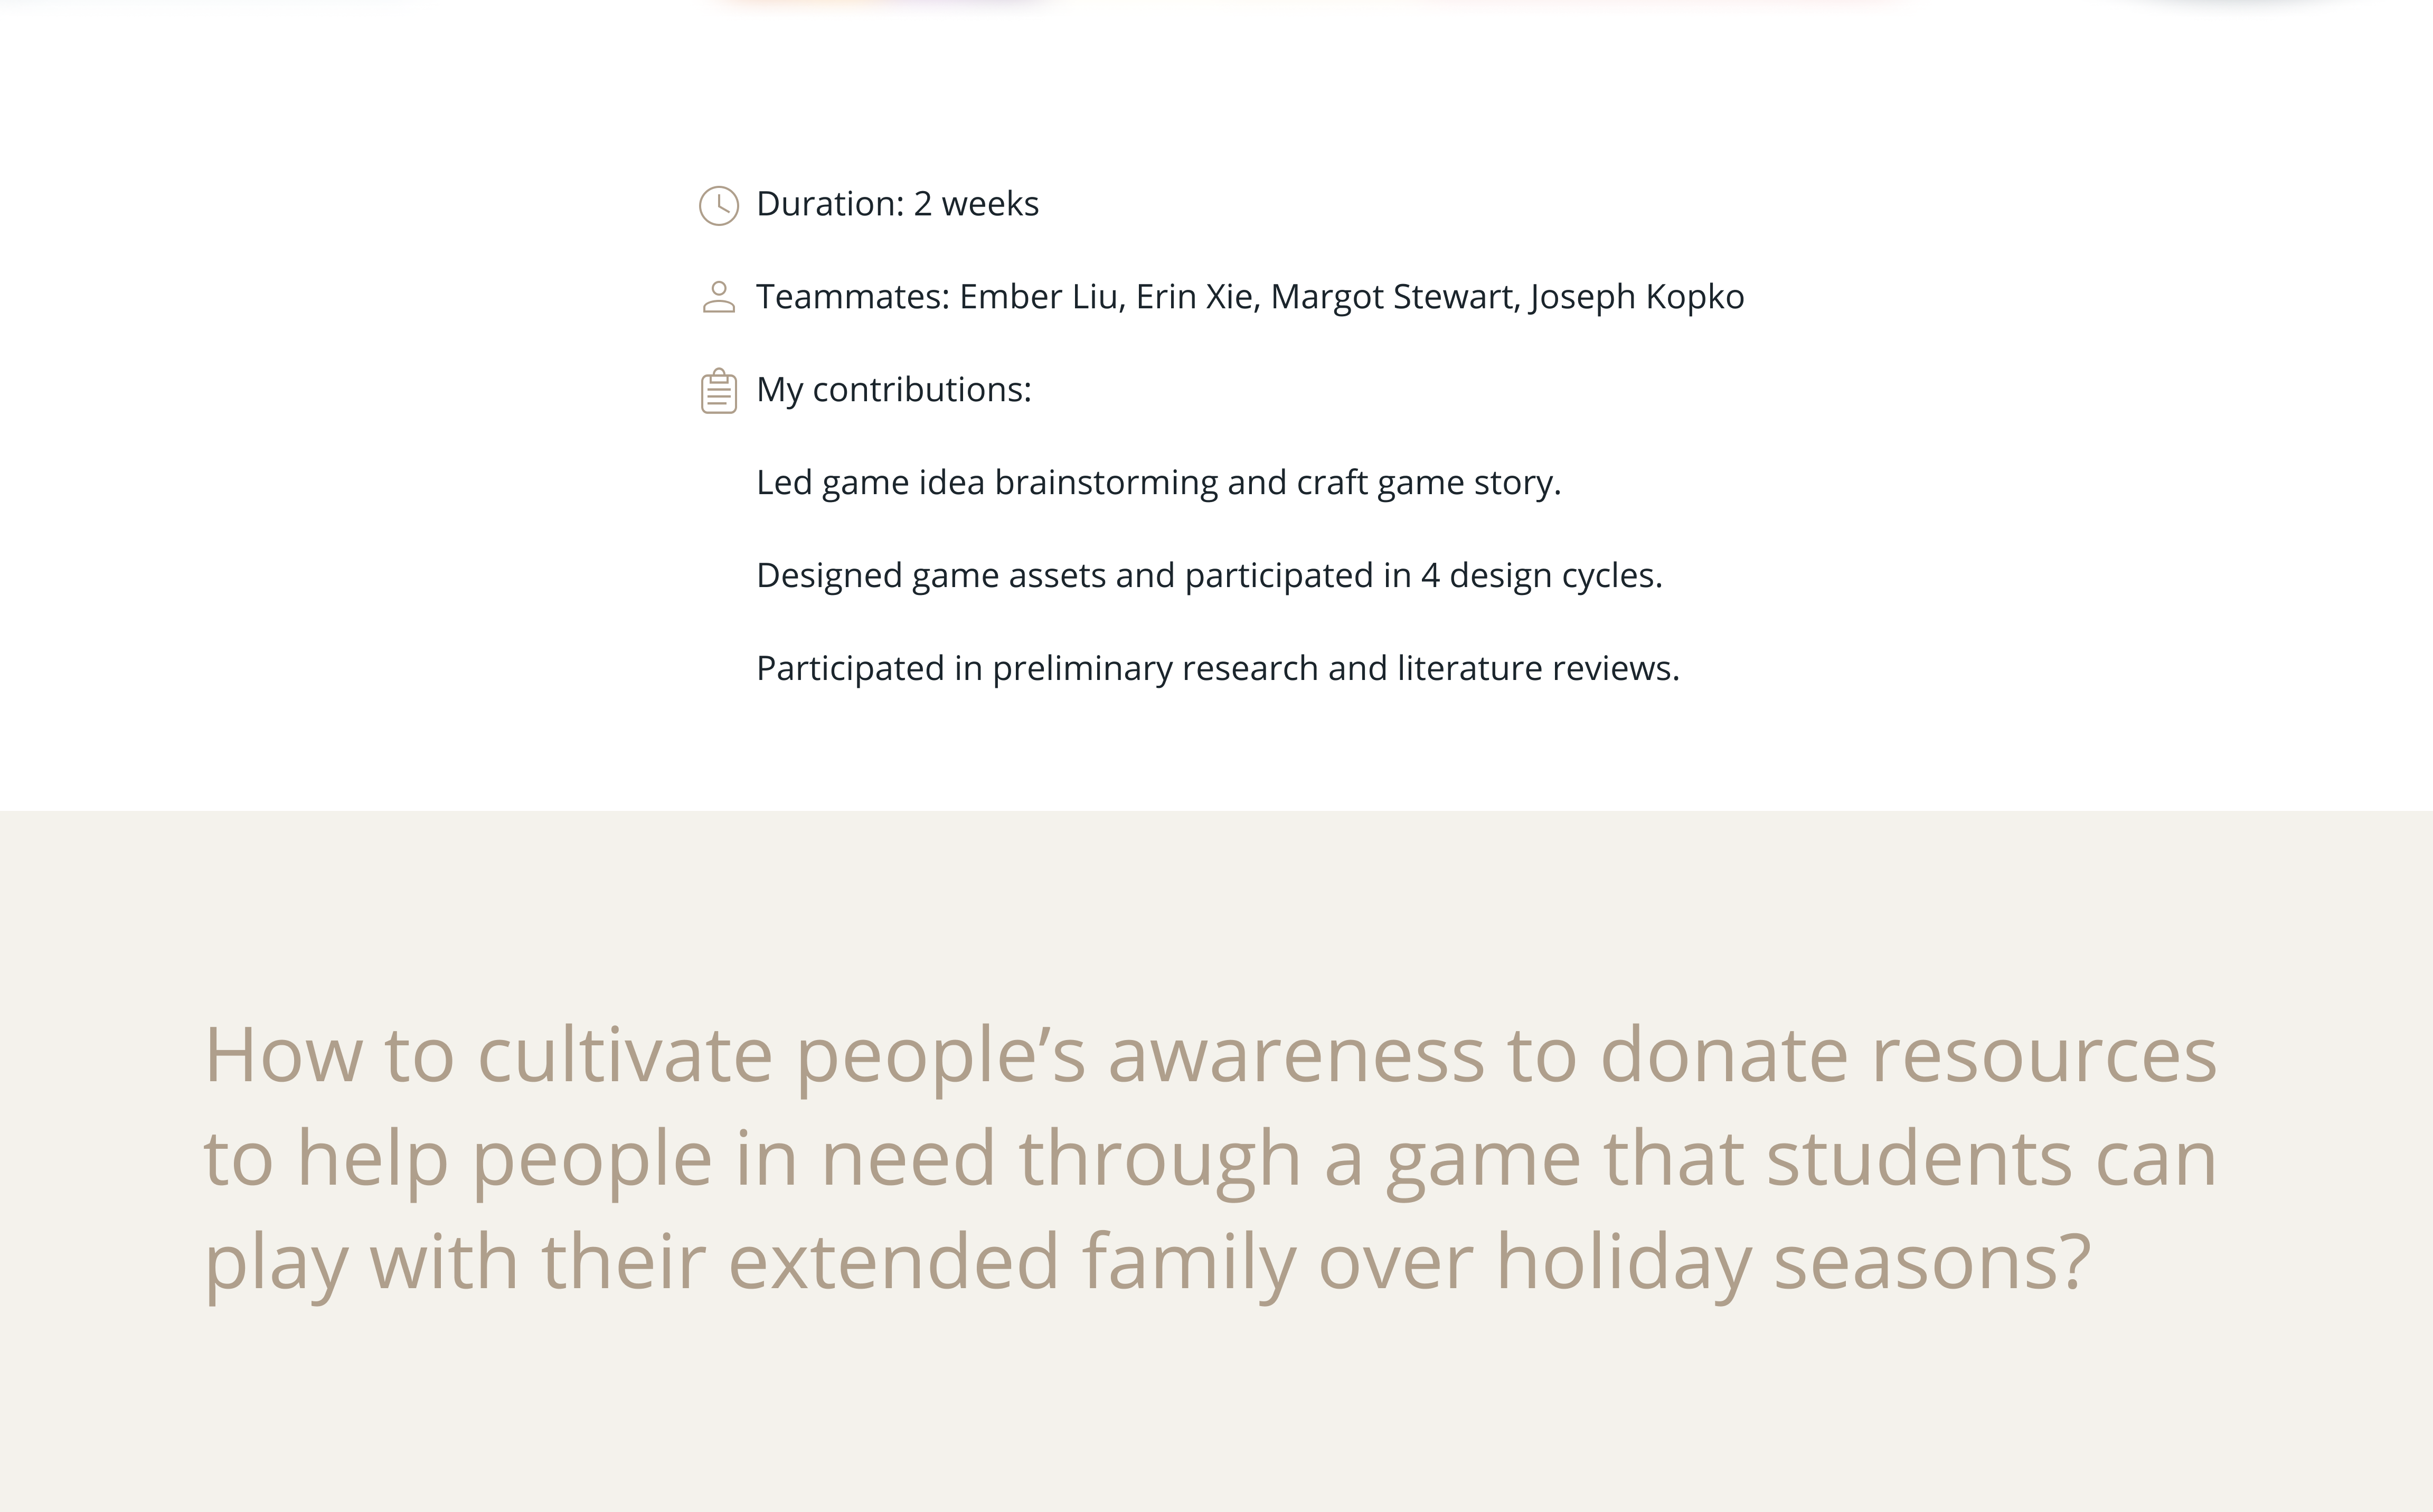 Duration: 2 weeks
Teammates: Ember Liu, Erin Xie, Margot Stewart, Joseph Kopko
My contributions:
Led game idea brainstorming and craft game story.
Designed game assets and participated in 4 design cycles.
Participated in preliminary research and literature reviews.
How to cultivate people’s awareness to donate resources
to help people in need through a game that students can
play with their extended family over holiday seasons?